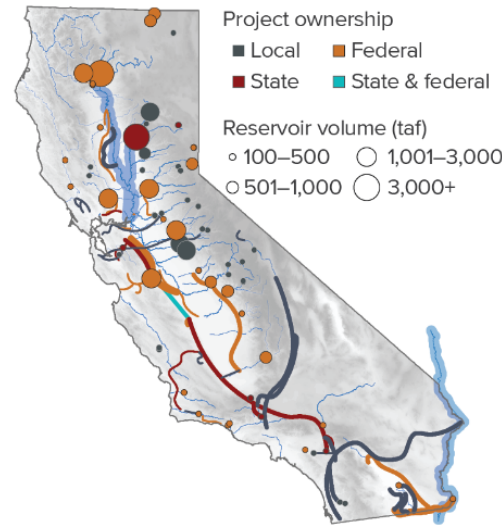 Project ownership
Local Federal
State State & federal
Reservoir volume (taf)
100–500 1,001–3,000
501–1,000 3,000+